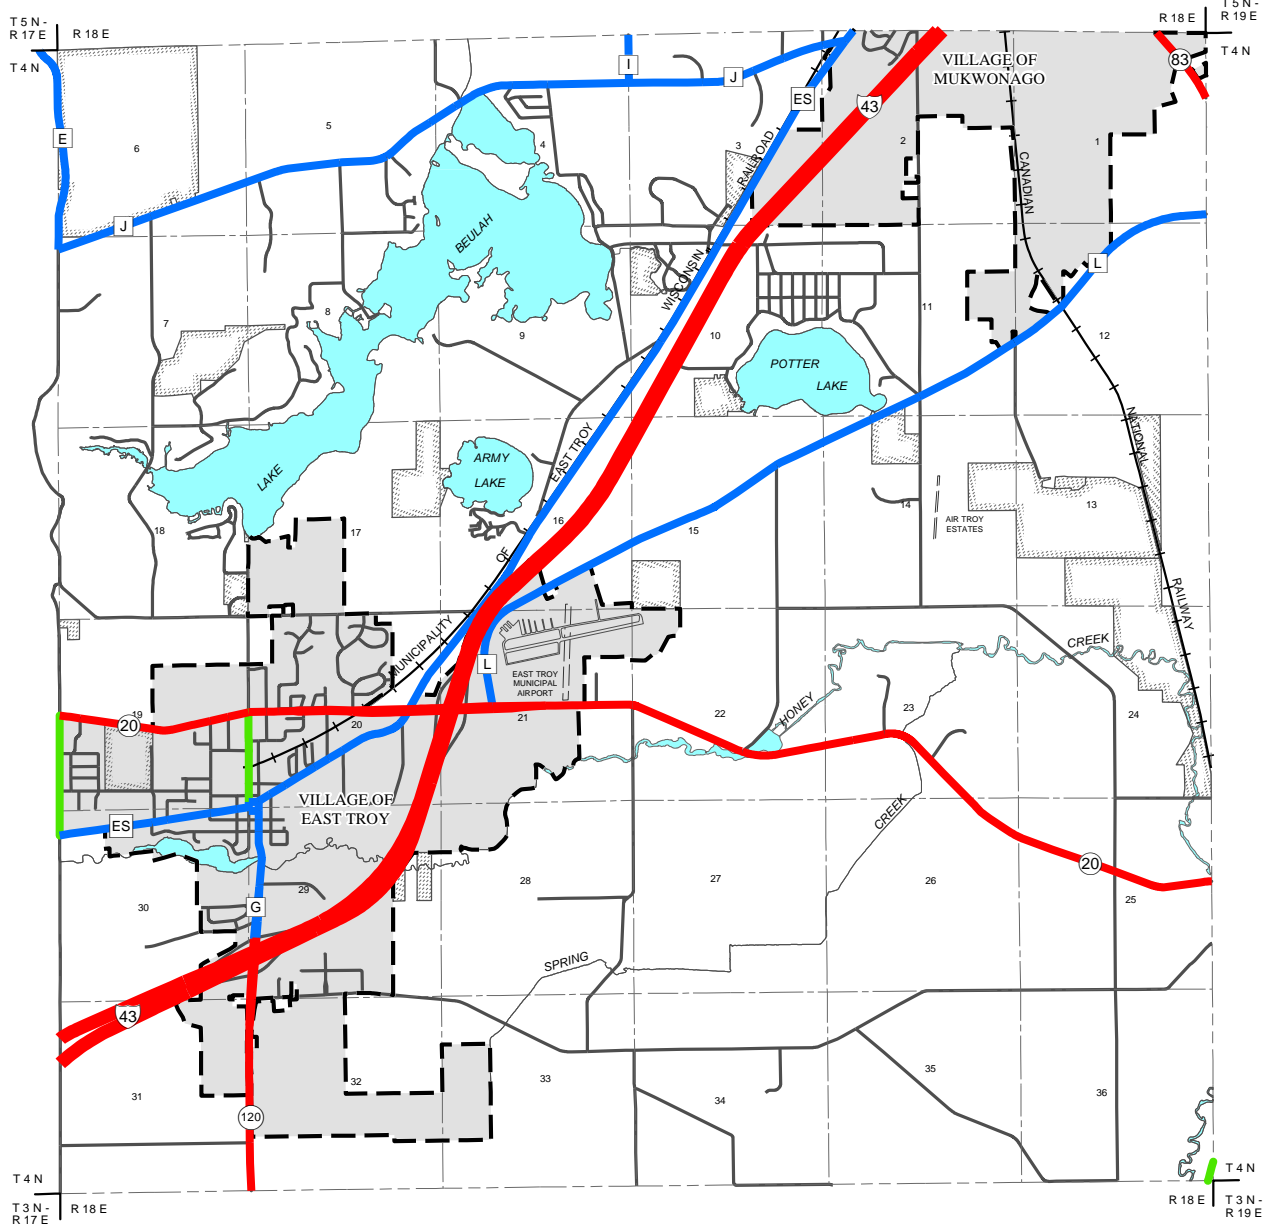 T 5 N -
R 17 E
R 18 E
T 4 N
R 18 E
T 5 N -
R 19 E
T 4 N
VILLAGE OF
MUKWONAGO
83
I
J
ES
43
E
6
5
4
3
2
1
J
RAILROAD
CANADIAN
BEULAH
WISCONSIN
L
7
8
9
10
11
12
POTTER
LAKE
NATIONAL
EAST TROY
ARMY
LAKE
LAKE
18
17
16
15
14
13
AIR TROY
ESTATES
OF
RAILWAY
MUNICIPALITY
CREEK
L
EAST TROY
MUNICIPAL
AIRPORT
HONEY
19
20
20
21
22
23
24
VILLAGE OF
EAST TROY
ES
CREEK
20
30
29
28
27
26
25
G
SPRING
43
31
32
33
34
35
36
120
T 4 N
T 3 N -
R 17 E
R 18 E
T 4 N
R 18 E
T 3 N -
R 19 E